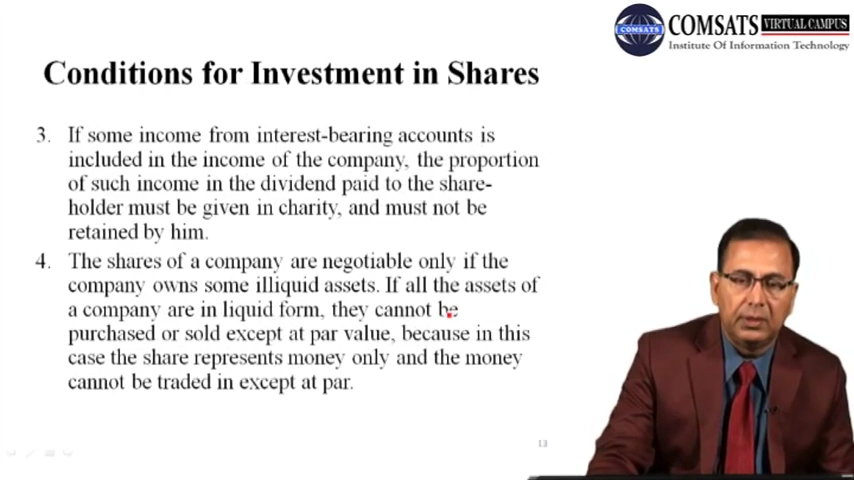 COMSATS
COMSATS VIRTUAL CAMPUS
Institute Of Information Technology
Conditions for Investment in Shares
3. If some income from interest-bearing accounts is
included in the income of the company, the proportion
of such income in the dividend paid to the share-
holder must be given in charity, and must not be
retained by him.
4. The shares of a company are negotiable only if the
company owns some illiquid assets. If all the assets of
a company are in liquid form, they cannot be
purchased or sold except at par value, because in this
case the share represents money only and the money
cannot be traded in except at par.
13